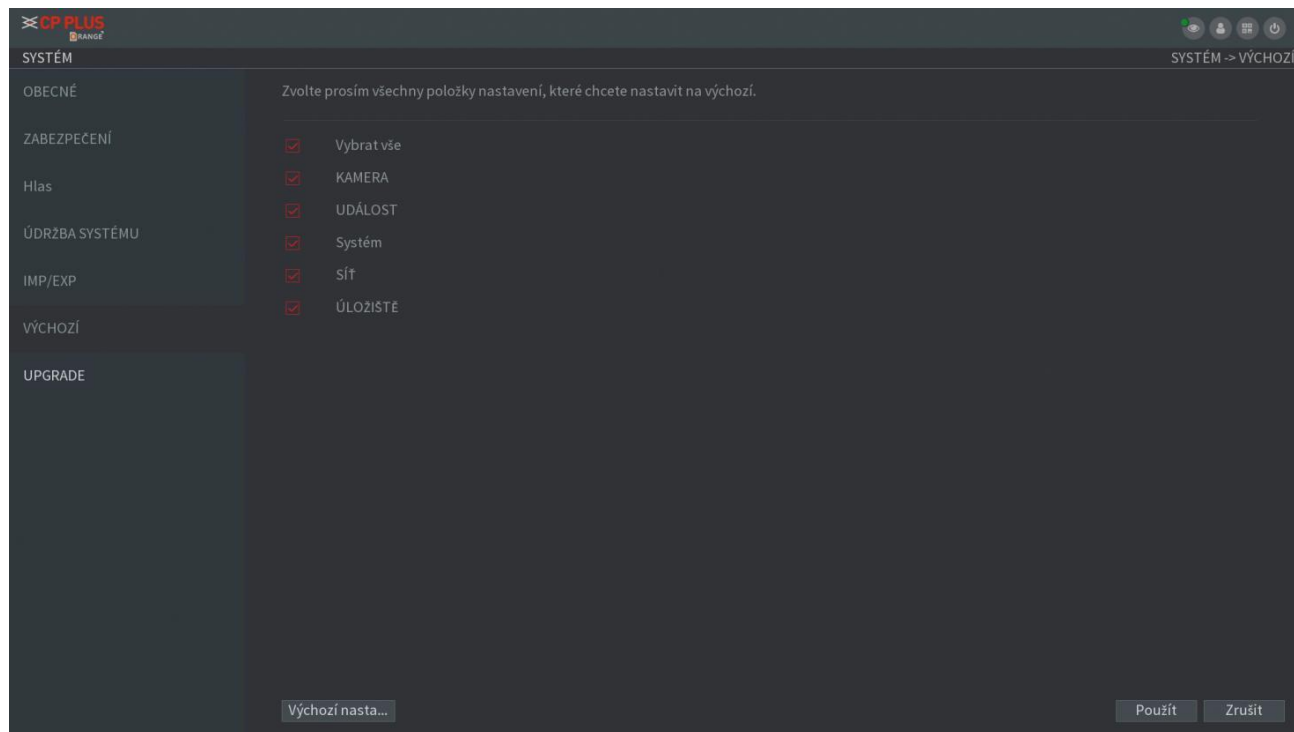 CP PLUS
ORANGE
SYSTÉM
SYSTÉM -> VÝCHOZÍ
OBECNÉ
ZABEZPEČENÍ
Hlas
ÚDRŽBA SYSTÉMU
IMP/EXP
VÝCHOZÍ
UPGRADE
Zvolte prosím všechny položky nastavení, které chcete nastavit na výchozí.
Vybrat vše
KAMERA
UDÁLOST
Systém
SÍŤ
ÚLOŽIŠTĚ
Výchozí nasta...
Použít
Zrušit